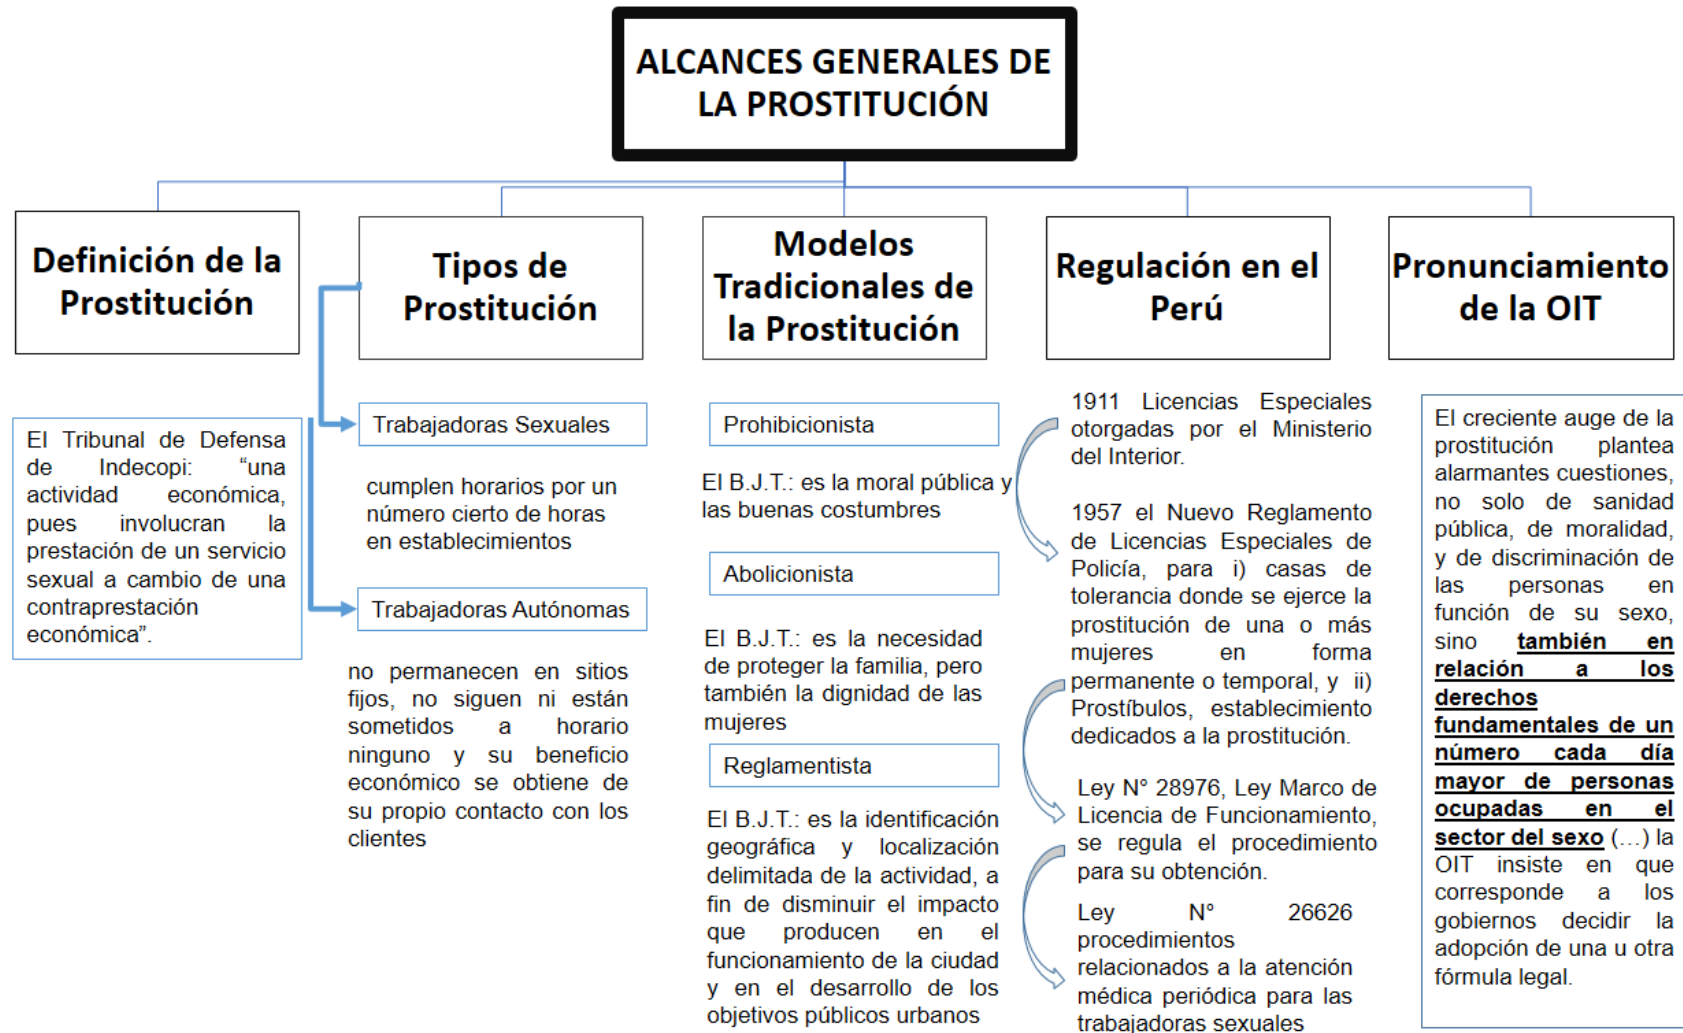 ALCANCES GENERALES DE
LA PROSTITUCIÓN
Definición de la
Prostitución
El Tribunal de Defensa
de Indecopi: “una
actividad económica,
pues involucran la
prestación de un servicio
sexual a cambio de una
contraprestación
económica”.
Tipos de
Prostitución
Trabajadoras Sexuales
cumplen horarios por un
número cierto de horas
en establecimientos
Trabajadoras Autónomas
no permanecen en sitios
fijos, no siguen ni están
sometidos a horario
ninguno y su beneficio
económico se obtiene de
su propio contacto con los
clientes
Modelos
Tradicionales de
la Prostitución
Prohibicionista
El B.J.T.: es la moral pública y
las buenas costumbres
Abolicionista
El B.J.T.: es la necesidad
de proteger la familia, pero
también la dignidad de las
mujeres
Reglamentista
El B.J.T.: es la identificación
geográfica y localización
delimitada de la actividad, a
fin de disminuir el impacto
que producen en el
funcionamiento de la ciudad
y en el desarrollo de los
objetivos públicos urbanos
Regulación en el
Perú
1911 Licencias Especiales
otorgadas por el Ministerio
del Interior.
1957 el Nuevo Reglamento
de Licencias Especiales de
Policía, para i) casas de
tolerancia donde se ejerce la
prostitución de una o más
mujeres en forma
permanente o temporal, y ii)
Prostíbulos, establecimiento
dedicados a la prostitución.
Ley N° 28976, Ley Marco de
Licencia de Funcionamiento,
se regula el procedimiento
para su obtención.
Ley N° 26626
procedimientos
relacionados a la atención
médica periódica para las
trabajadoras sexuales
Pronunciamiento
de la OIT
El creciente auge de la
prostitución plantea
alarmantes cuestiones,
no solo de sanidad
pública, de moralidad,
y de discriminación de
las personas en
función de su sexo,
sino también en
relación a los
derechos
fundamentales de un
número cada día
mayor de personas
ocupadas en el
sector del sexo (...) la
OIT insiste en que
corresponde a los
gobiernos decidir la
adopción de una u otra
fórmula legal.